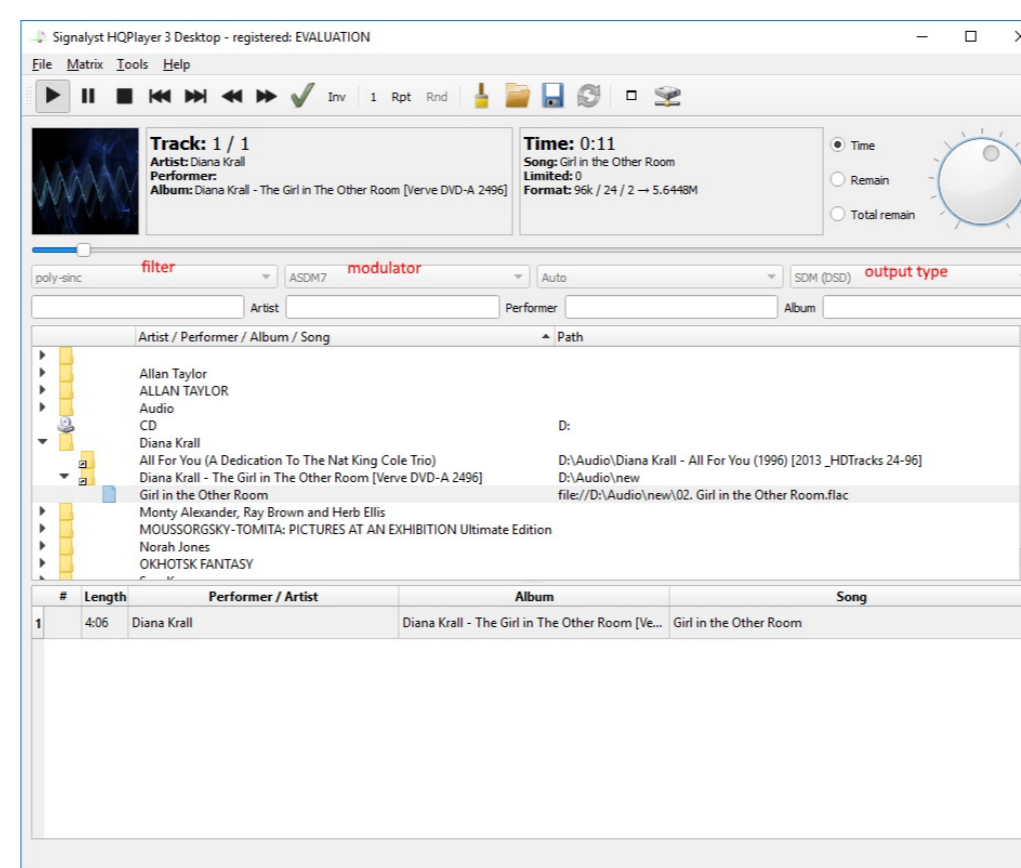 Signalyst HQPlayer 3 Desktop - registered: EVALUATION
File Matrix Tools Help
Inv 1 Rpt Rnd
Track: 1 / 1
Artist: Diana Krall
Performer:
Album: Diana Krall - The Girl in The Other Room [Verve DVD-A 2496]
Time: 0:11
Song: Girl in the Other Room
Limited: 0
Format: 96k / 24 / 2 → 5.6448M
Time
Remain
Total remain
filter modulator output type
poly-sinc ASDM7 Auto SDM (DSD)
Artist Performer Album
Artist / Performer / Album / Song Path
Allan Taylor
ALLAN TAYLOR
Audio
CD D:
Diana Krall
All For You (A Dedication To The Nat King Cole Trio) D:\Audio\Diana Krall - All For You (1996) [2013 _HDTracks 24-96]
Diana Krall - The Girl in The Other Room [Verve DVD-A 2496] D:\Audio\new
Girl in the Other Room file://D:\Audio\new\02. Girl in the Other Room.flac
Monty Alexander, Ray Brown and Herb Ellis
MOUSSORGSKY-TOMITA: PICTURES AT AN EXHIBITION Ultimate Edition
Norah Jones
OKHOTSK FANTASY
# Length Performer / Artist Album Song
1 4:06 Diana Krall Diana Krall - The Girl in The Other Room [Ve... Girl in the Other Room